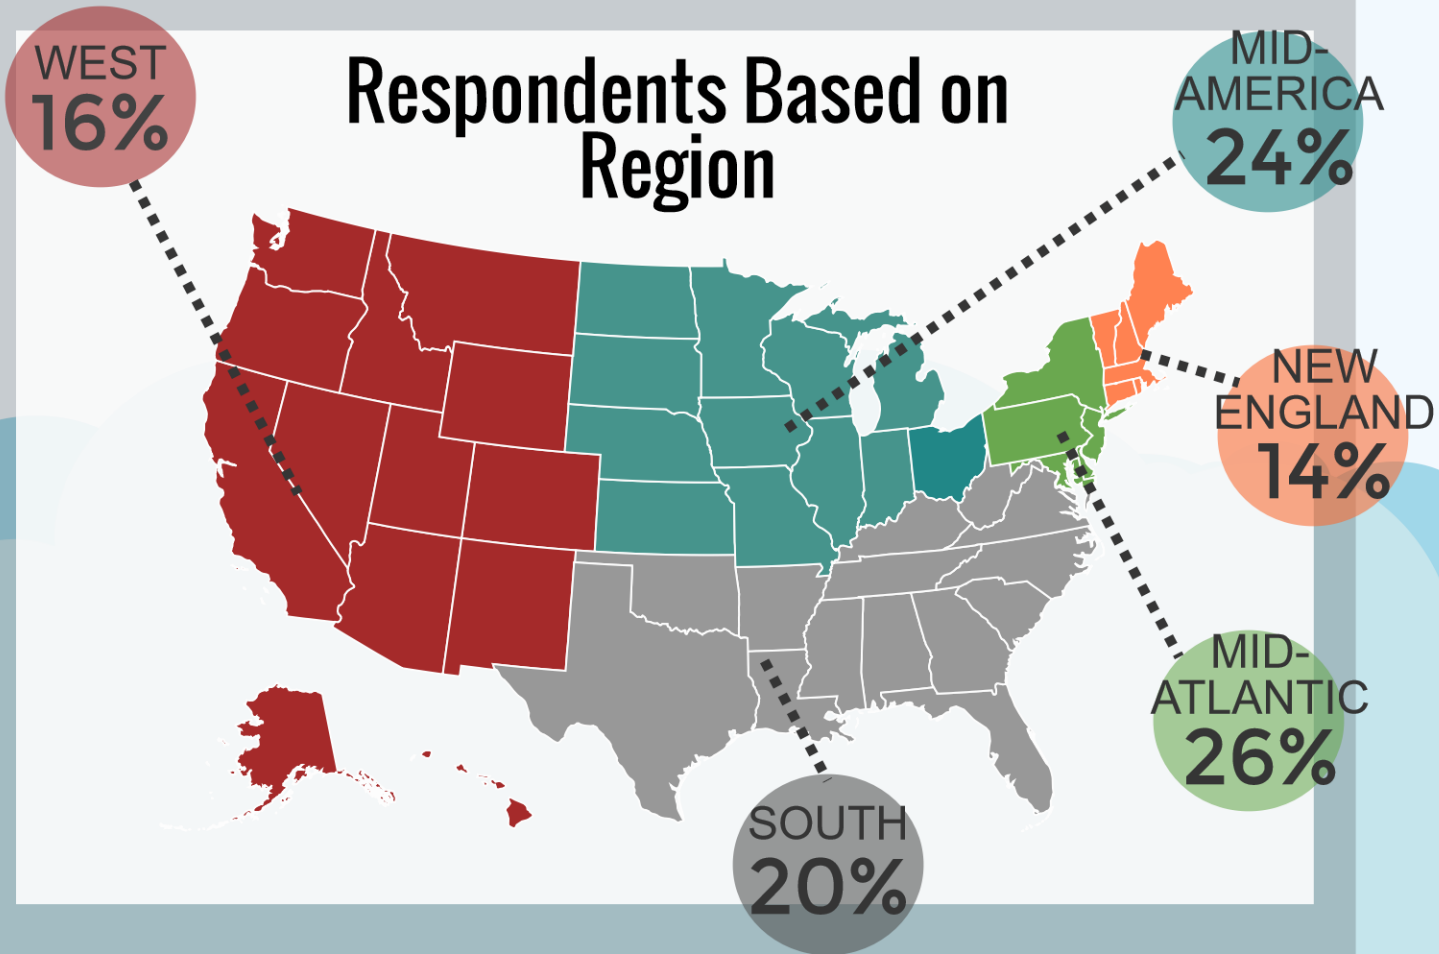 Respondents Based on
Region
WEST
16%
MID-
AMERICA
24%
NEW
ENGLAND
14%
MID-
ATLANTIC
26%
SOUTH
20%